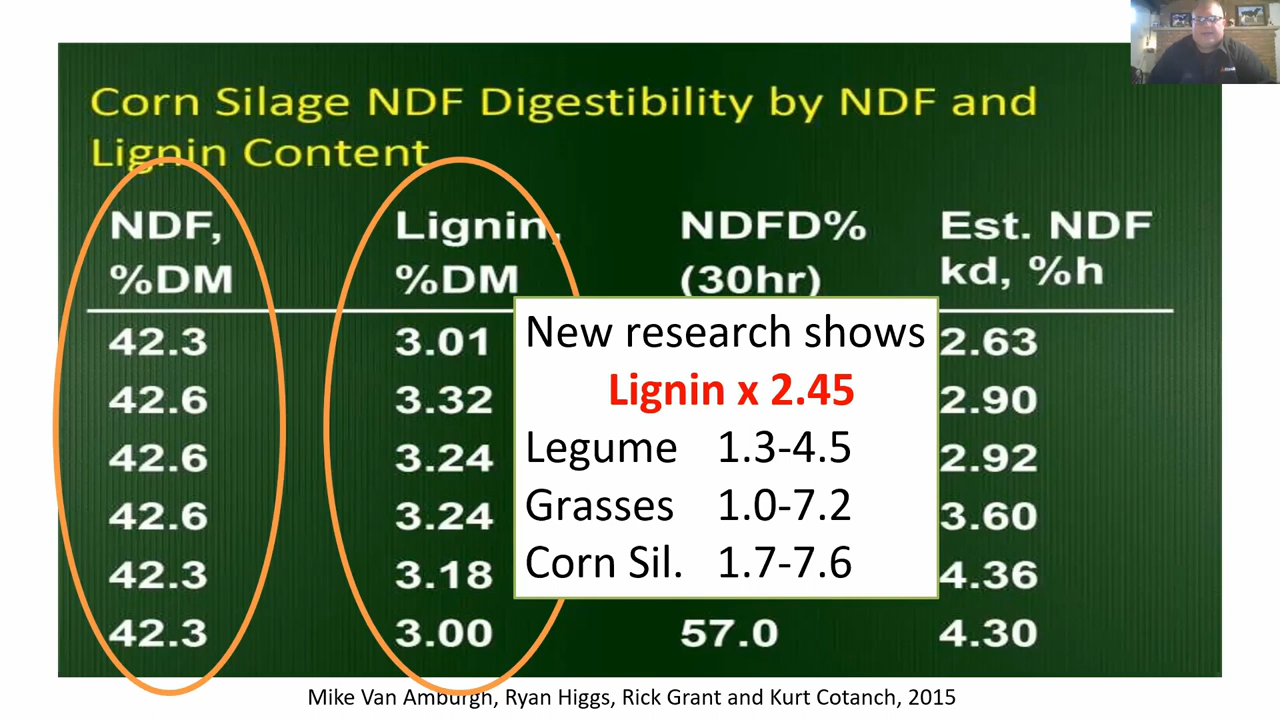 Corn Silage NDF Digestibility by NDF and
Lignin Content
NDF, Lignin, NDFD% Est. NDF
%DM %DM (30hr) kd, %h
42.3 3.01 2.63
42.6 3.32 2.90
42.6 3.24 2.92
42.6 3.24 3.60
42.3 3.18 4.36
42.3 3.00 57.0 4.30
New research shows
Lignin x 2.45
Legume 1.3-4.5
Grasses 1.0-7.2
Corn Sil. 1.7-7.6
Mike Van Amburgh, Ryan Higgs, Rick Grant and Kurt Cotanch, 2015